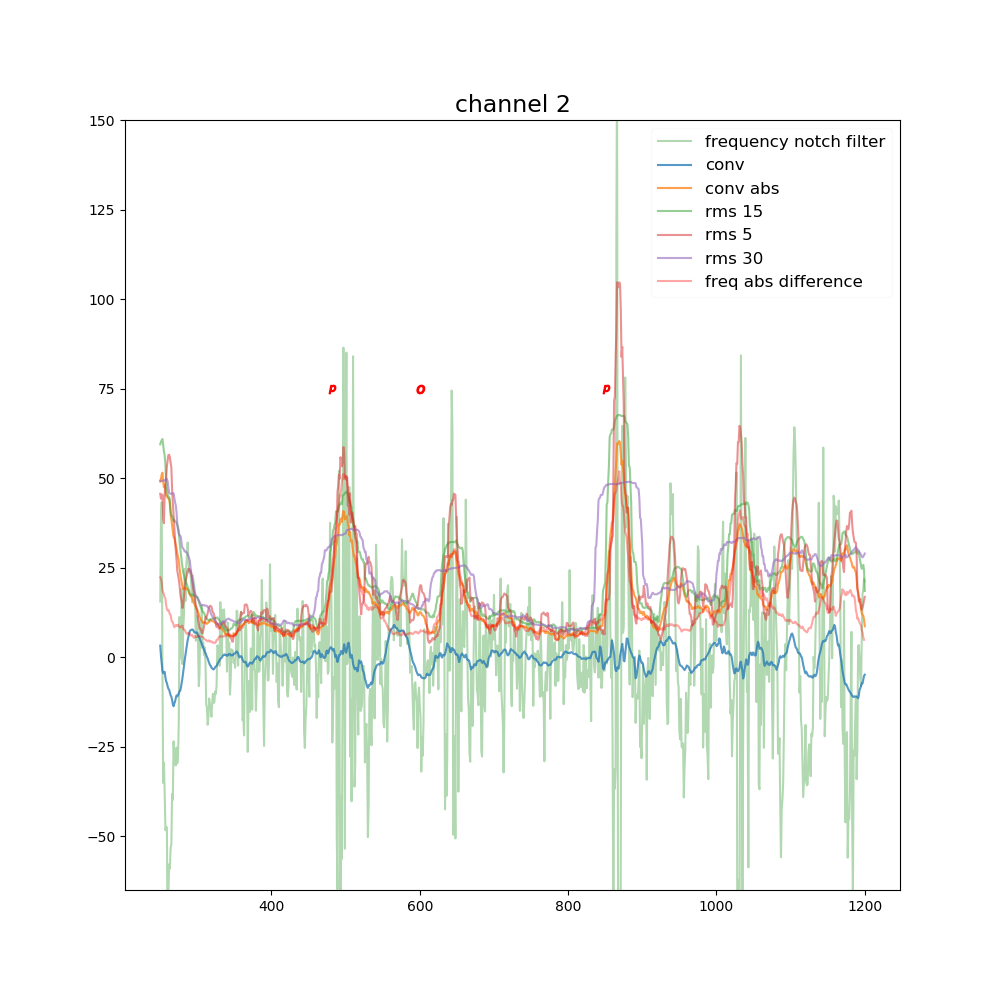 channel 2
150
125
100
75
50
25
0
−25
−50
frequency notch filter
conv
conv abs
rms 15
rms 5
rms 30
freq abs difference
p o p
400 600 800 1000 1200